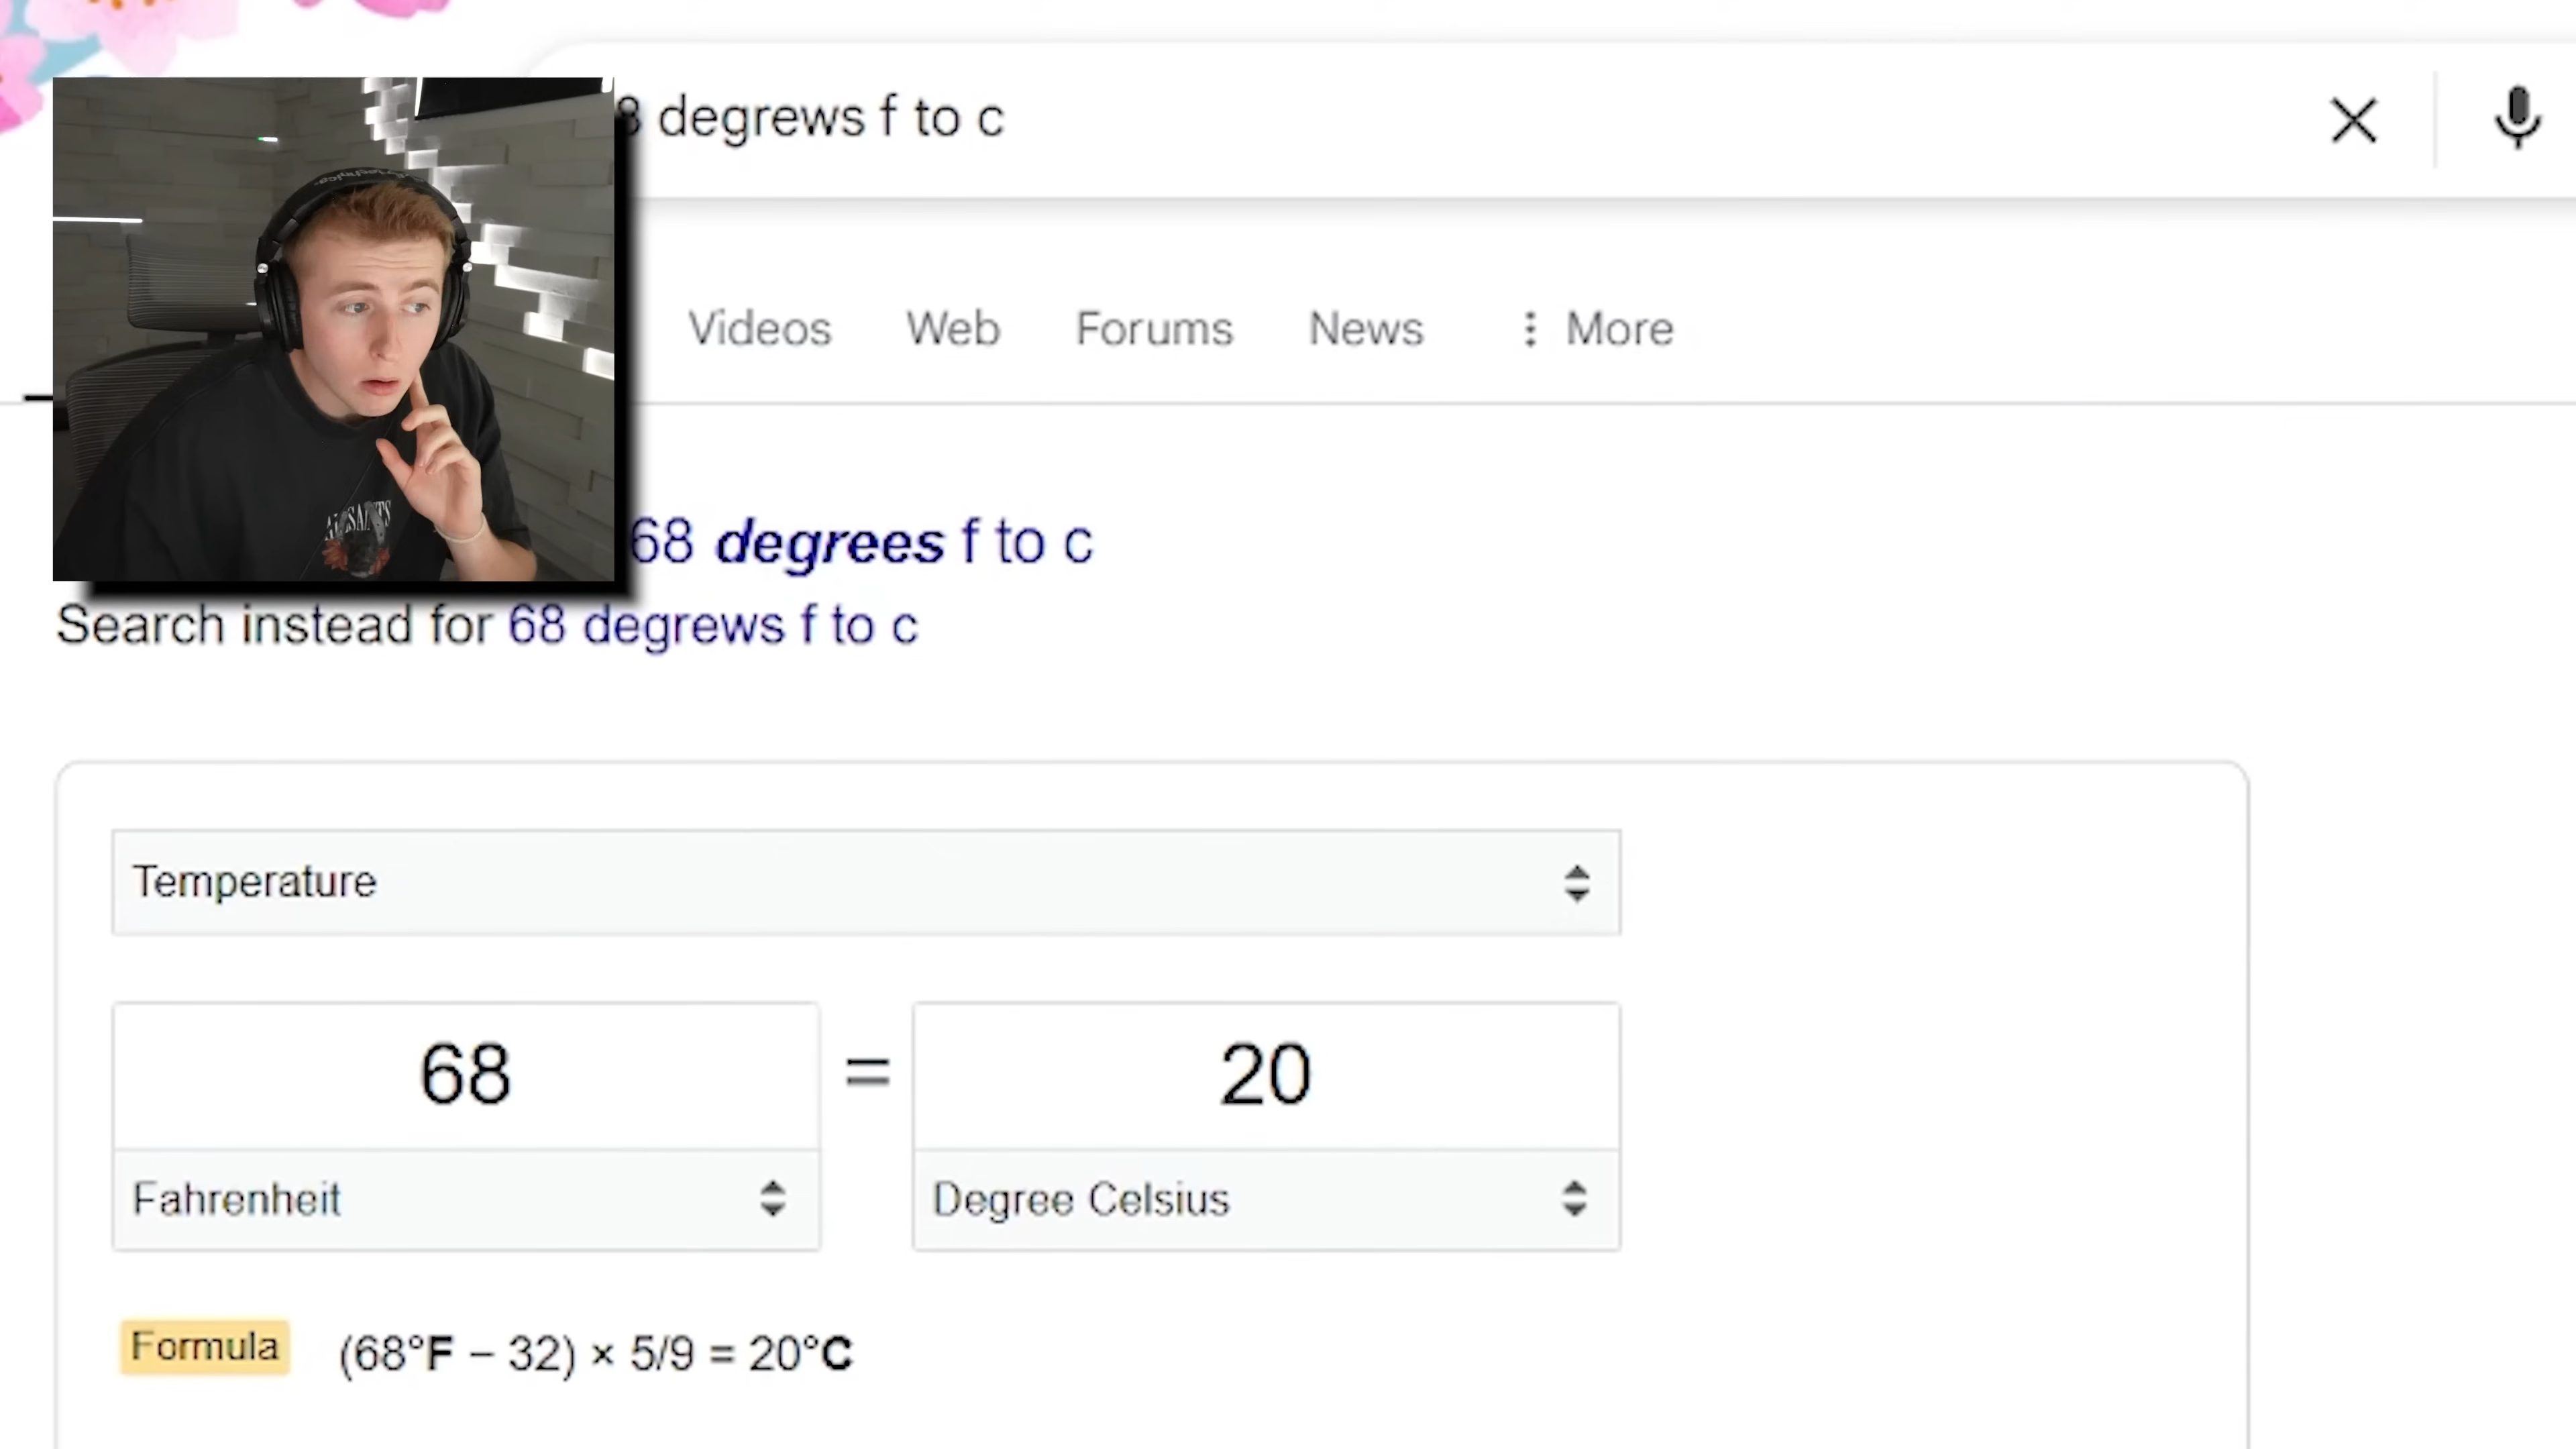 degrews f to c
Videos Web Forums News More
68 degrees f to c
Search instead for 68 degrews f to c
Temperature
68 = 20
Fahrenheit Degree Celsius
Formula (68°F − 32) × 5/9 = 20°C